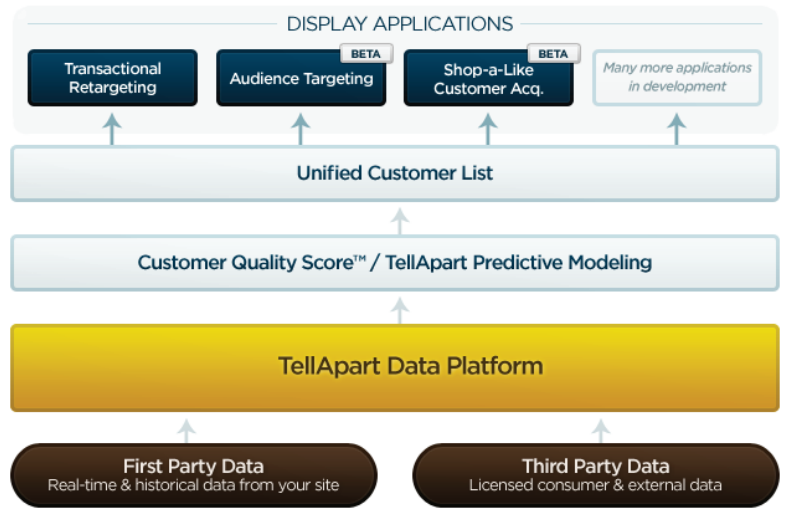 DISPLAY APPLICATIONS
BETA
BETA
Transactional
Retargeting
Audience Targeting
Shop-a-Like
Customer Acq.
Many more applications
in development
Unified Customer List
Customer Quality Score™ / TellApart Predictive Modeling
TellApart Data Platform
First Party Data
Real-time & historical data from your site
Third Party Data
Licensed consumer & external data